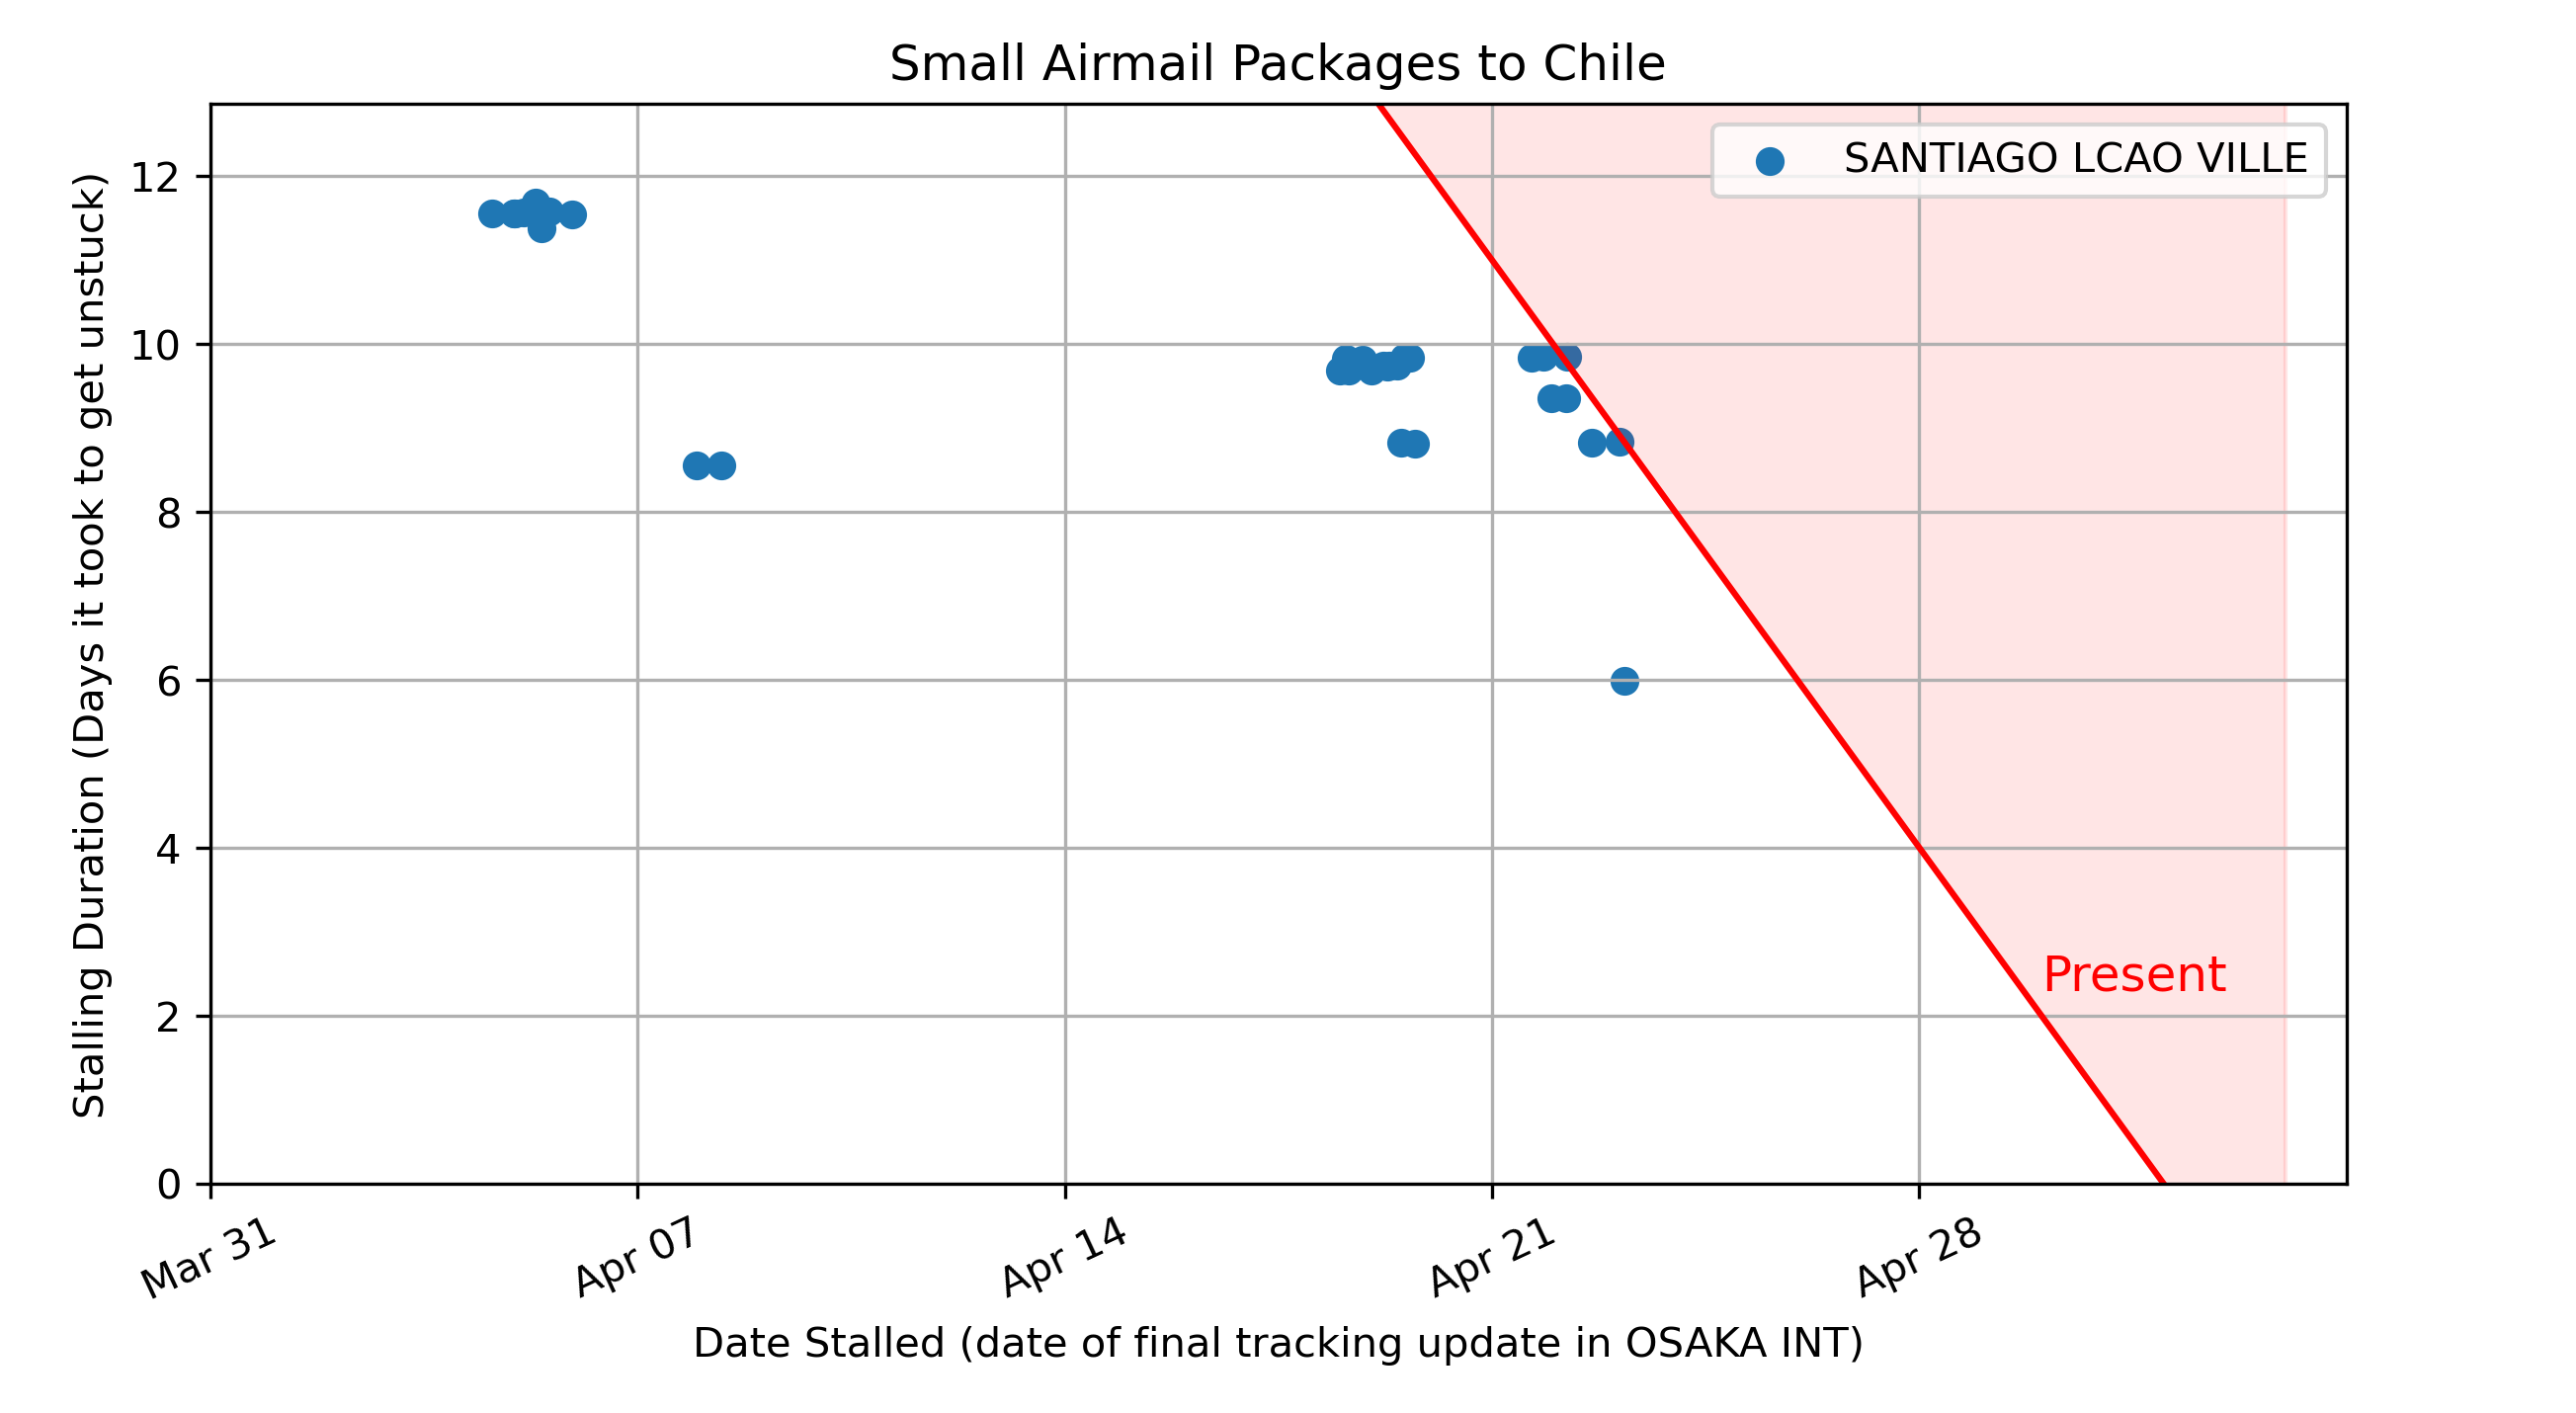 Small Airmail Packages to Chile
SANTIAGO LCAO VILLE
Stalling Duration (Days it took to get unstuck)
12
10
8
6
4
2
0
Present
Mar 31
Apr 07
Apr 14
Apr 21
Apr 28
Date Stalled (date of final tracking update in OSAKA INT)